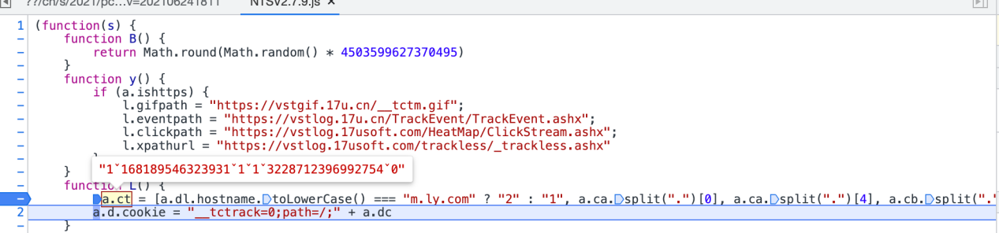 ??/cn/s/2021/pc...v=202106241811 NTSV2.7.9.js ×
1 (function(s) {
- function B() {
- return Math.round(Math.random() * 4503599627370495)
- }
- function y() {
- if (a.ishttps) {
- l.gifpath = "https://vstgif.17u.cn/__tctm.gif";
- l.eventpath = "https://vstlog.17u.cn/TrackEvent/TrackEvent.ashx";
- l.clickpath = "https://vstlog.17usoft.com/HeatMap/ClickStream.ashx";
- l.xpathurl = "https://vstlog.17usoft.com/trackless/_trackless.ashx"
"1ˇ168189546323931ˇ1ˇ1ˇ3228712396992754ˇ0"
- }
- function L() {
- a.ct = [a.dl.hostname.toLowerCase() === "m.ly.com" ? "2" : "1", a.ca.split(".")[0], a.ca.split(".")[4], a.cb.split(".
2 a.d.cookie = "__tctrack=0;path=/;" + a.dc
- }